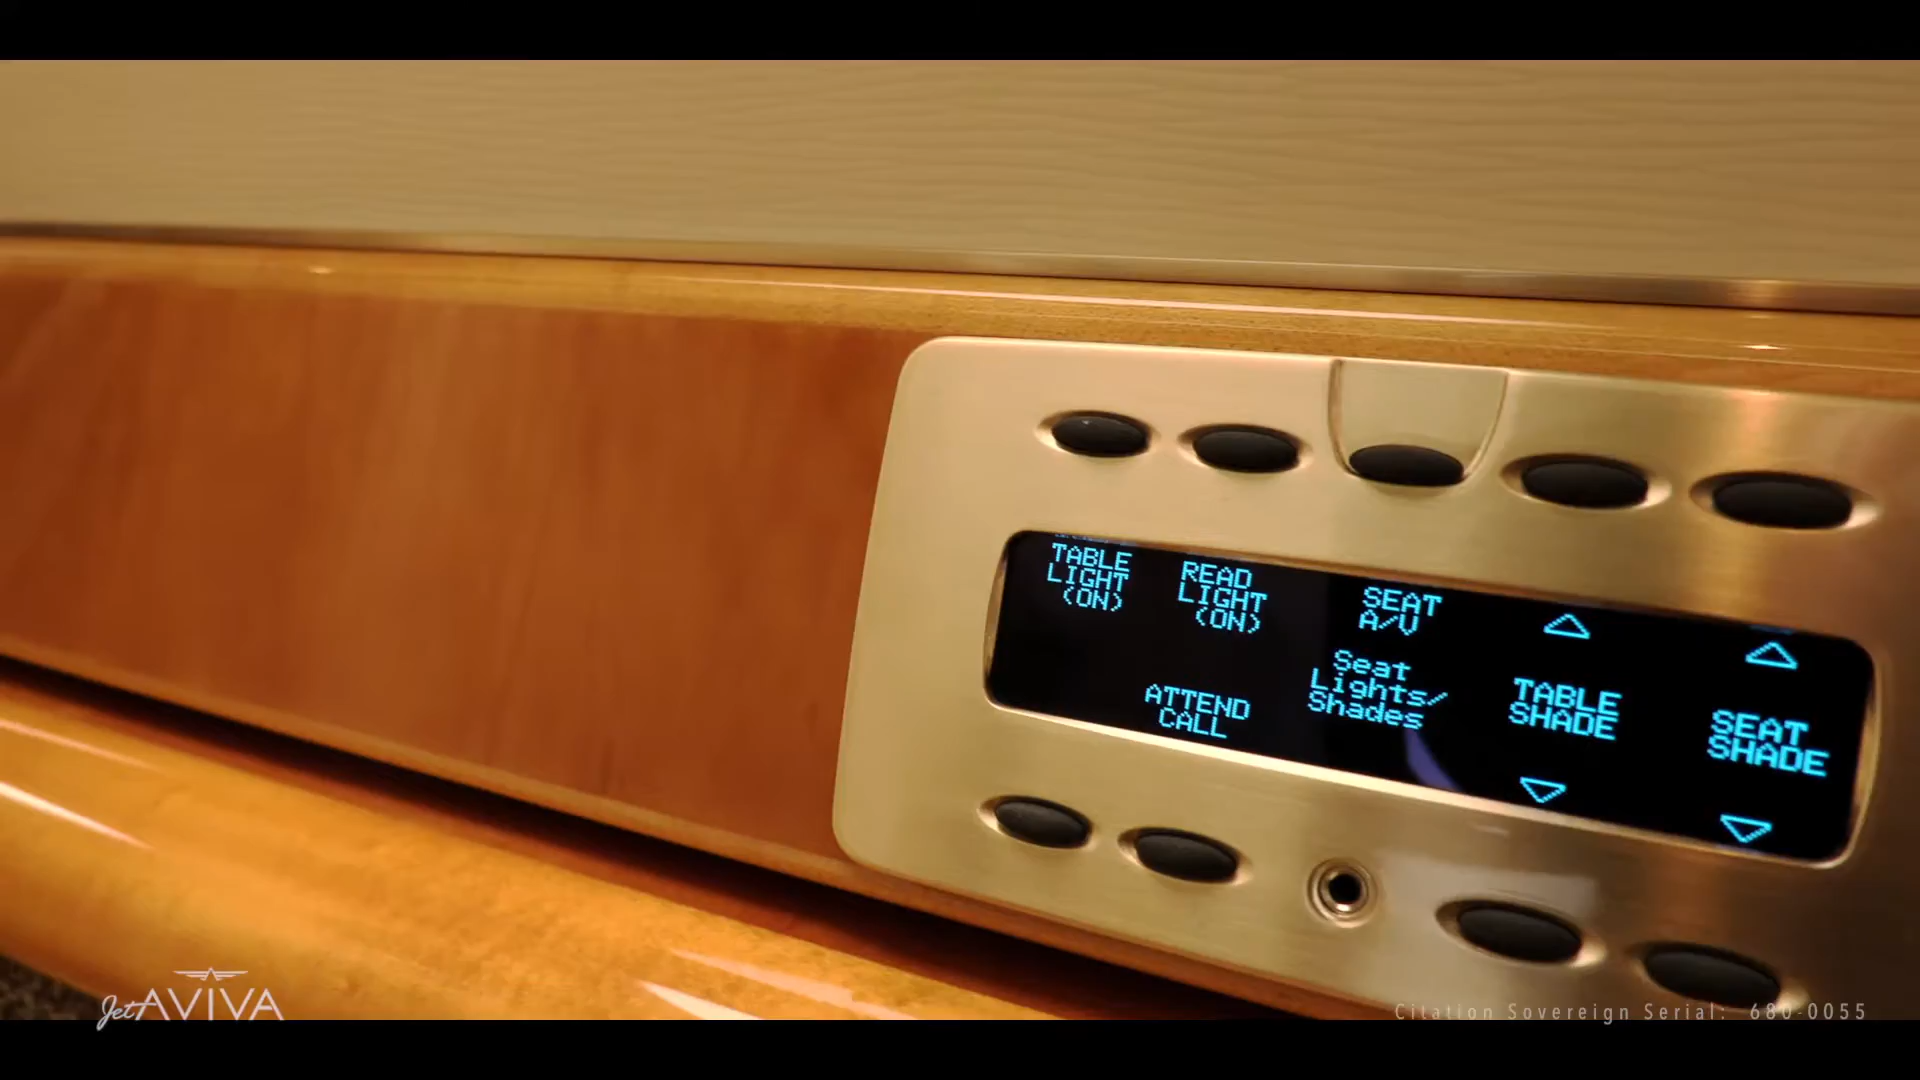 TABLE
LIGHT
(ON)
READ
LIGHT
(ON)
SEAT
A/V
Seat
Lights/
Shades
ATTEND
CALL
TABLE
SHADE
SEAT
SHADE
JetAVIVA
Citation Sovereign Serial: 680-0055